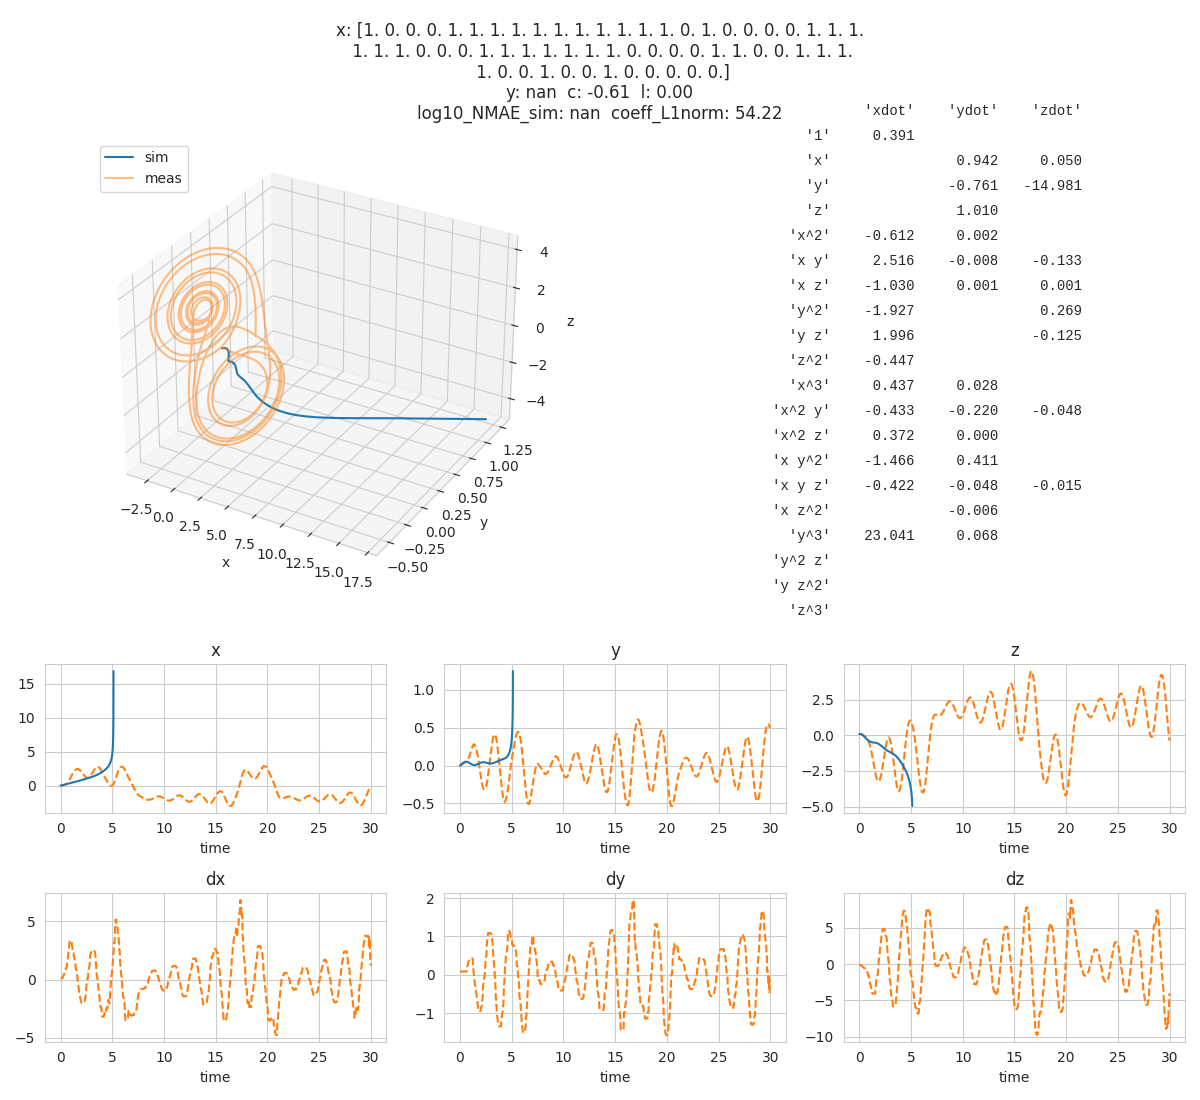 x: [1. 0. 0. 0. 1. 1. 1. 1. 1. 1. 1. 1. 1. 1. 1. 0. 1. 0. 0. 0. 0. 1. 1. 1.
1. 1. 1. 0. 0. 0. 1. 1. 1. 1. 1. 1. 1. 0. 0. 0. 0. 1. 1. 0. 0. 1. 1. 1.
1. 0. 0. 1. 0. 0. 1. 0. 0. 0. 0. 0.]
y: nan c: -0.61 l: 0.00
log10_NMAE_sim: nan coeff_L1norm: 54.22
'xdot' 'ydot' 'zdot'
'1' 0.391
'x' 0.942 0.050
'y' -0.761 -14.981
'z' 1.010
'x^2' -0.612 0.002
'x y' 2.516 -0.008 -0.133
'x z' -1.030 0.001 0.001
'y^2' -1.927 0.269
'y z' 1.996 -0.125
'z^2' -0.447
'x^3' 0.437 0.028
'x^2 y' -0.433 -0.220 -0.048
'x^2 z' 0.372 0.000
'x y^2' -1.466 0.411
'x y z' -0.422 -0.048 -0.015
'x z^2' -0.006
'y^3' 23.041 0.068
'y^2 z'
'y z^2'
'z^3'
sim
meas
4
2
0
−2
−4
z
1.25
1.00
0.75
0.50
0.25
0.00
−0.25
−0.50
y
−2.5
0.0
2.5
5.0
7.5
10.0
12.5
15.0
17.5
x
x
15
10
5
0
0 5 10 15 20 25 30
time
y
1.0
0.5
0.0
−0.5
0 5 10 15 20 25 30
time
z
2.5
0.0
−2.5
−5.0
0 5 10 15 20 25 30
time
dx
5
0
−5
0 5 10 15 20 25 30
time
dy
2
1
0
−1
0 5 10 15 20 25 30
time
dz
5
0
−5
−10
0 5 10 15 20 25 30
time